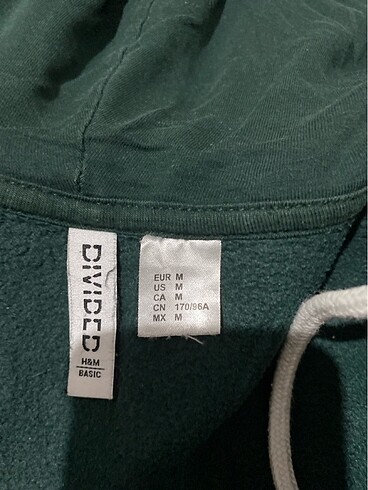 DIVIDED
H&M
BASIC
EUR M
US M
CA M
CN 170/96A
MX M